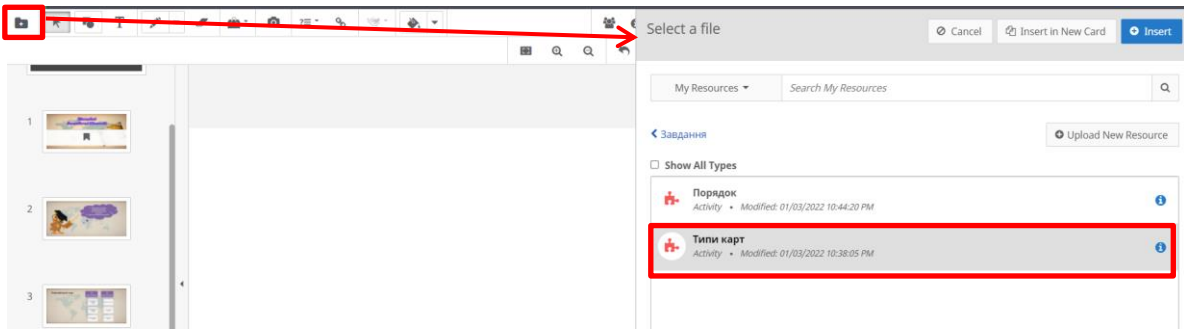 Select a file
Cancel
Insert in New Card
Insert
My Resources
Search My Resources
Завдання
Upload New Resource
Show All Types
Порядок
Activity • Modified: 01/03/2022 10:44:20 PM
Типи карт
Activity • Modified: 01/03/2022 10:38:05 PM
1
2
3